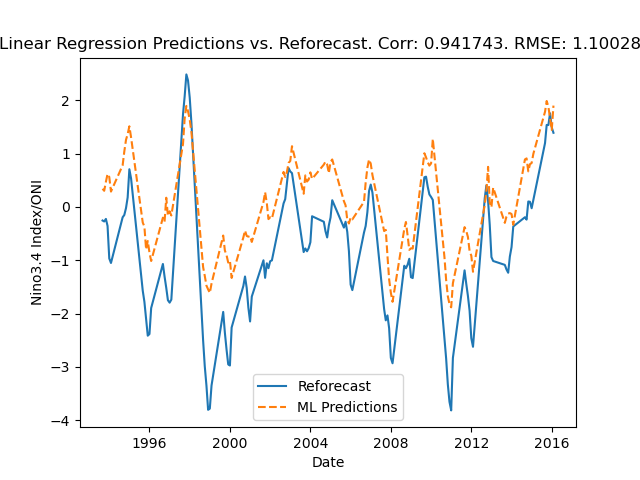 Linear Regression Predictions vs. Reforecast. Corr: 0.941743. RMSE: 1.10028
Nino3.4 Index/ONI
2
1
0
−1
−2
−3
−4
Reforecast
ML Predictions
1996
2000
2004
2008
2012
2016
Date